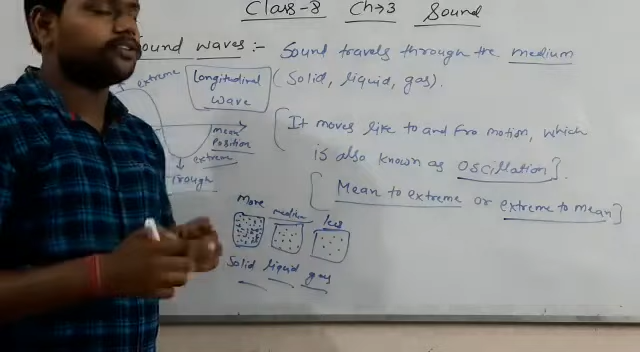 Class-8 Ch→3 Sound
Sound waves:- Sound travels through the medium
(Solid, liquid, gas).
extreme
Longitudinal
wave
mean
Position
extreme
Trough
[It moves like to and fro motion, which
is also known as oscillation].
[Mean to extreme or extreme to mean]
More medium less
Solid liquid gas